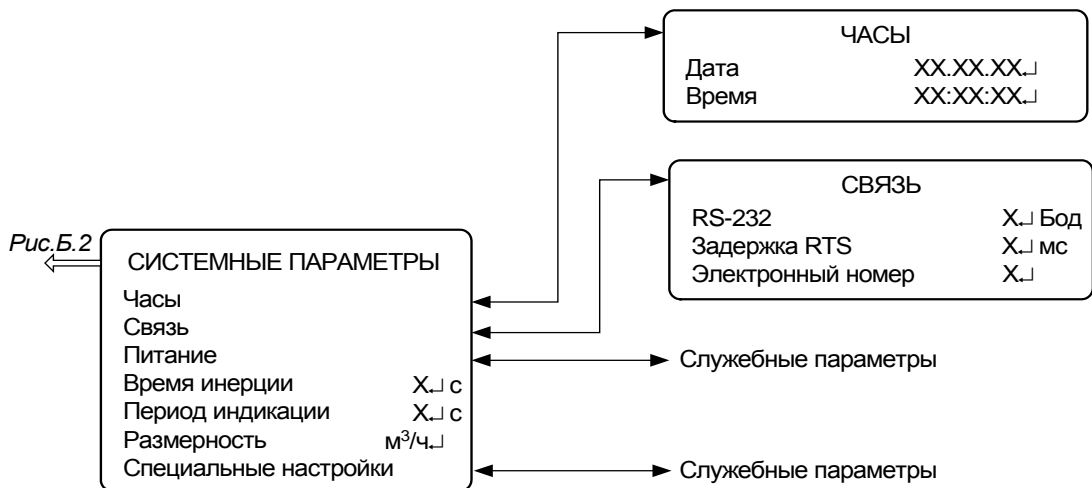 ЧАСЫ
Дата XX.XX.XX↵
Время XX:XX:XX↵
СВЯЗЬ
RS-232 X↵ Бод
Задержка RTS X↵ мс
Электронный номер X↵
Рис.Б.2
СИСТЕМНЫЕ ПАРАМЕТРЫ
Часы
Связь
Питание
Время инерции X↵ с
Период индикации X↵ с
Размерность м³/ч↵
Специальные настройки
Служебные параметры
Служебные параметры